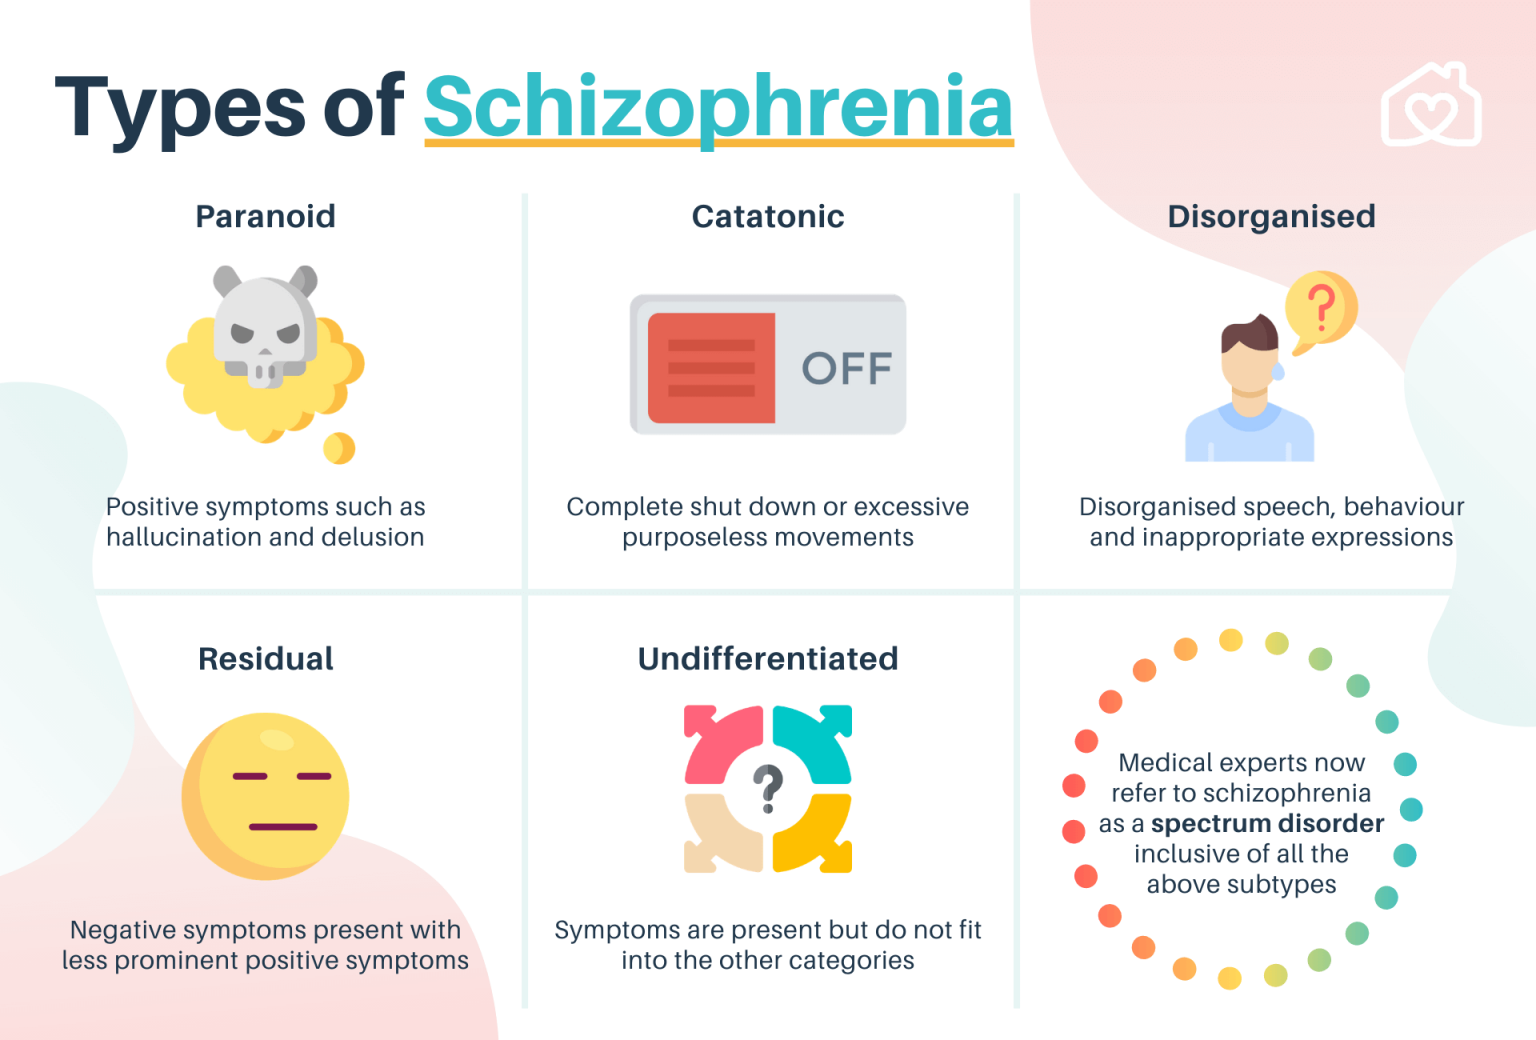 Types of Schizophrenia
Paranoid
Positive symptoms such as
hallucination and delusion
Catatonic
OFF
Complete shut down or excessive
purposeless movements
Disorganised
?
Disorganised speech, behaviour
and inappropriate expressions
Residual
Negative symptoms present with
less prominent positive symptoms
Undifferentiated
?
Symptoms are present but do not fit
into the other categories
Medical experts now
refer to schizophrenia
as a spectrum disorder
inclusive of all the
above subtypes